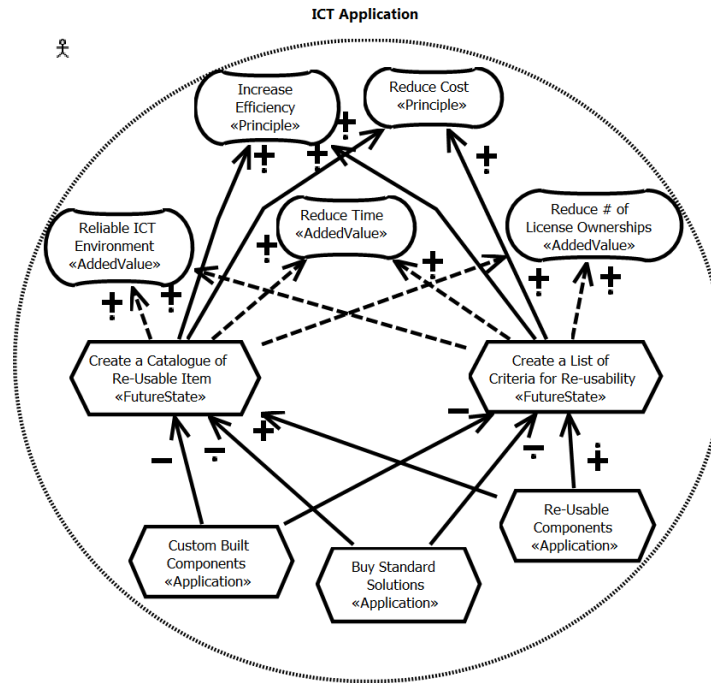 ICT Application
Increase
Efficiency
«Principle»
Reduce Cost
«Principle»
Reliable ICT
Environment
«AddedValue»
Reduce Time
«AddedValue»
Reduce # of
License Ownerships
«AddedValue»
Create a Catalogue of
Re-Usable Item
«FutureState»
Create a List of
Criteria for Re-usability
«FutureState»
Custom Built
Components
«Application»
Buy Standard
Solutions
«Application»
Re-Usable
Components
«Application»